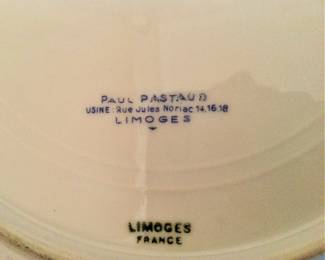 PAUL PASTAUD
USINE: Rue Jules Noriac 14.16.18
LIMOGES
LIMOGES
FRANCE